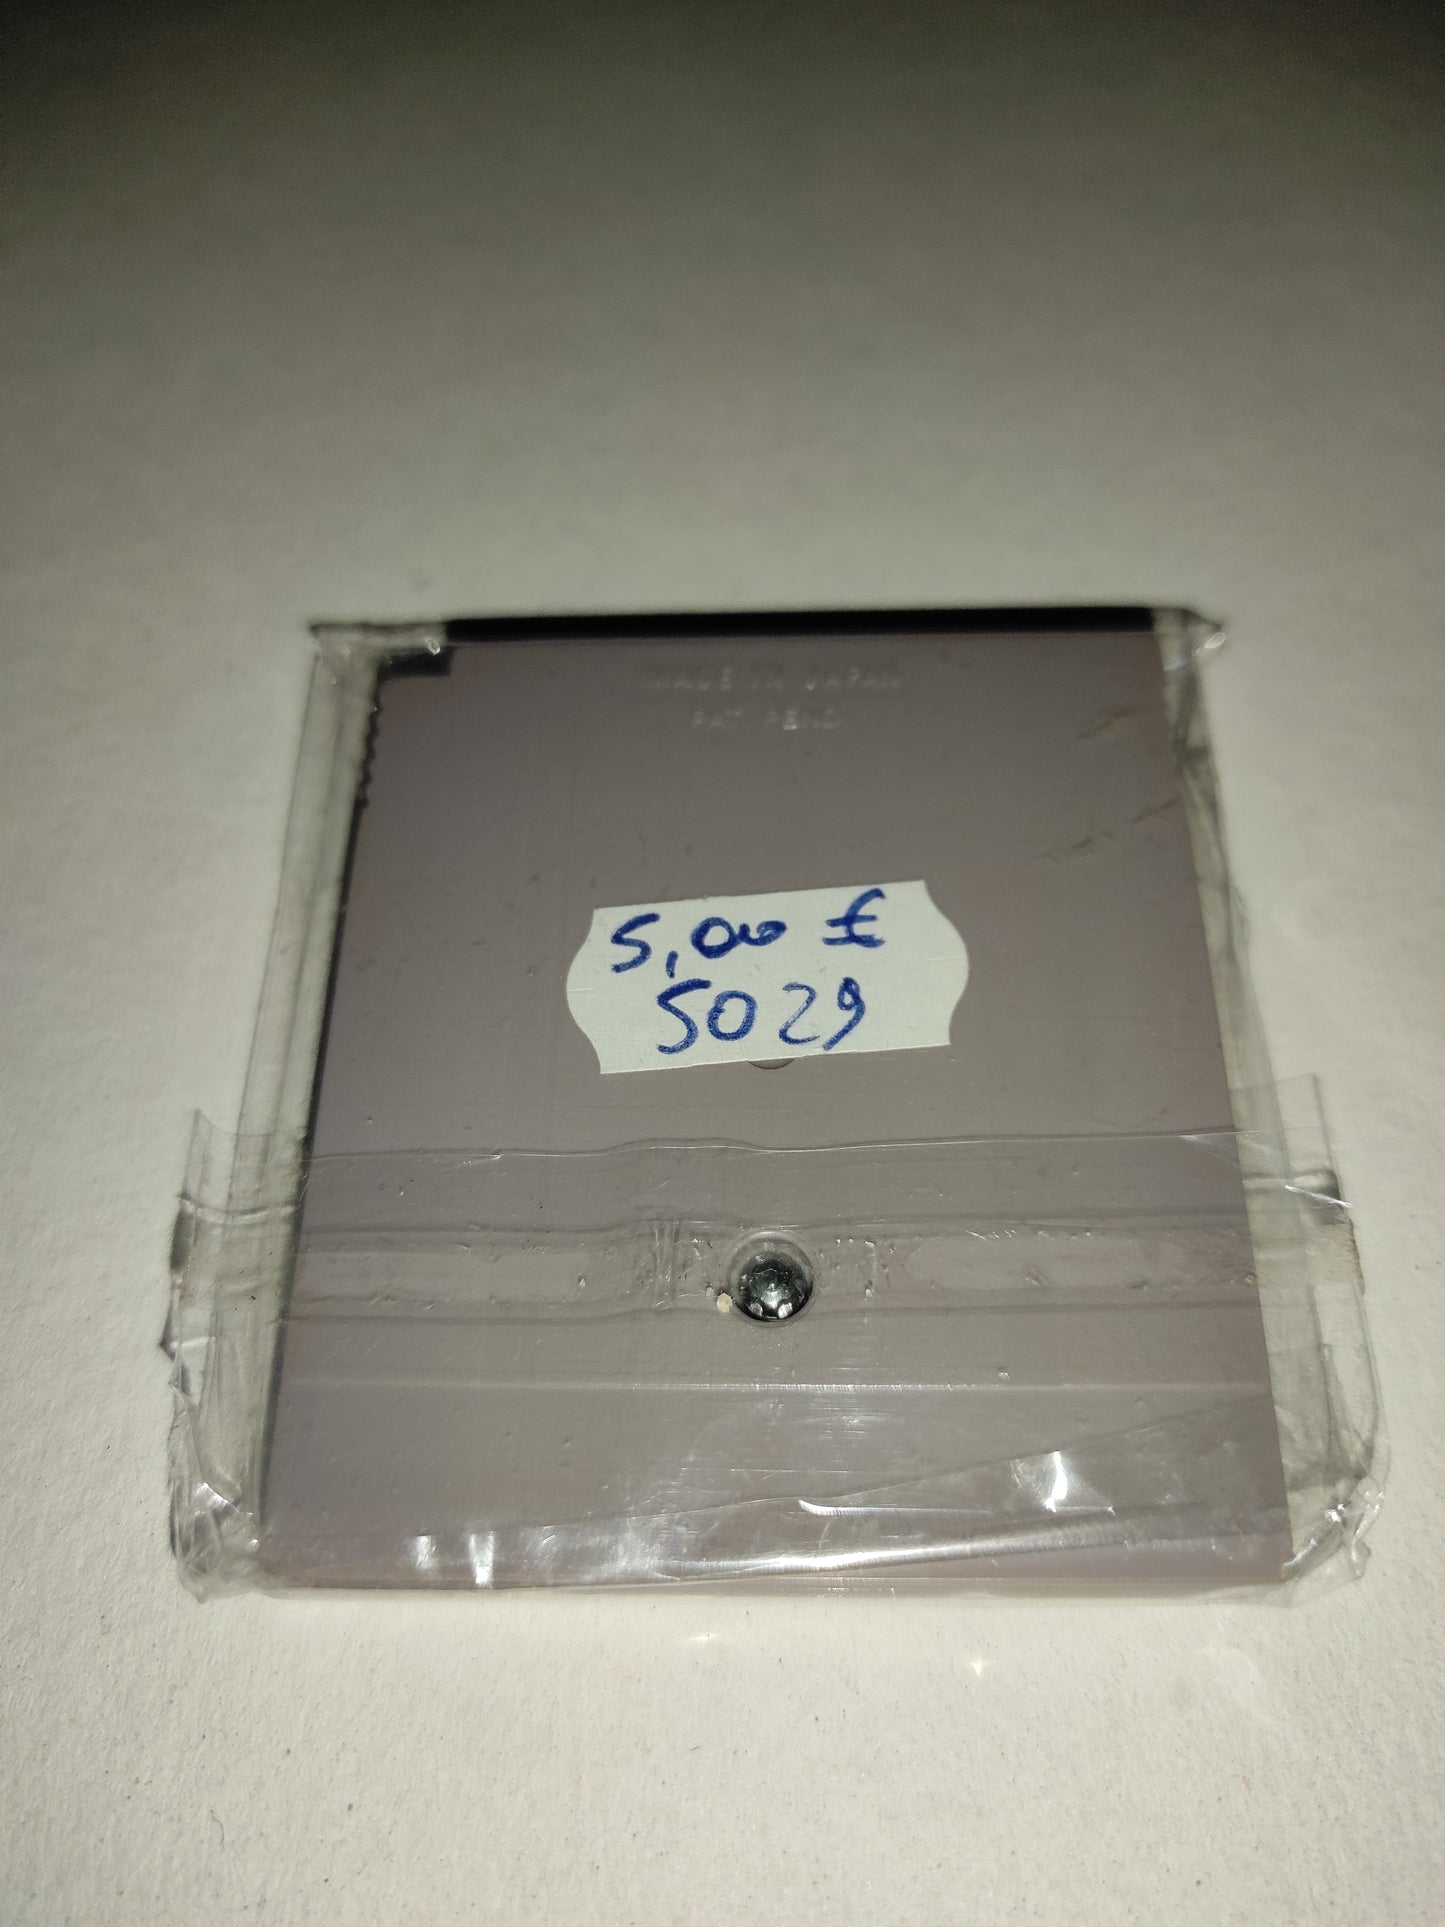 MADE IN JAPAN
PAT PEND
5,00 €
5029